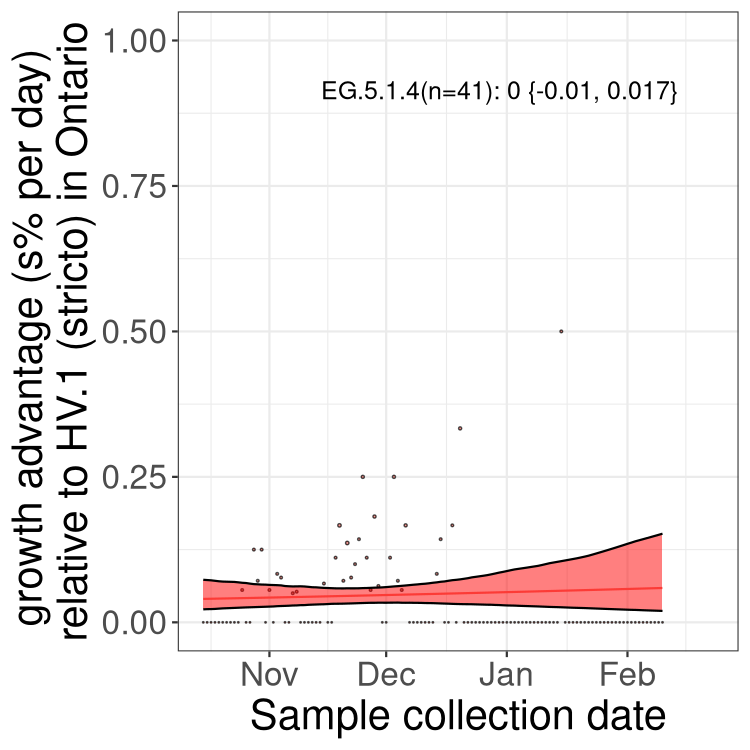 growth advantage (s% per day)
relative to HV.1 (stricto) in Ontario
1.00
0.75
0.50
0.25
0.00
EG.5.1.4(n=41): 0 {-0.01, 0.017}
Nov Dec Jan Feb
Sample collection date